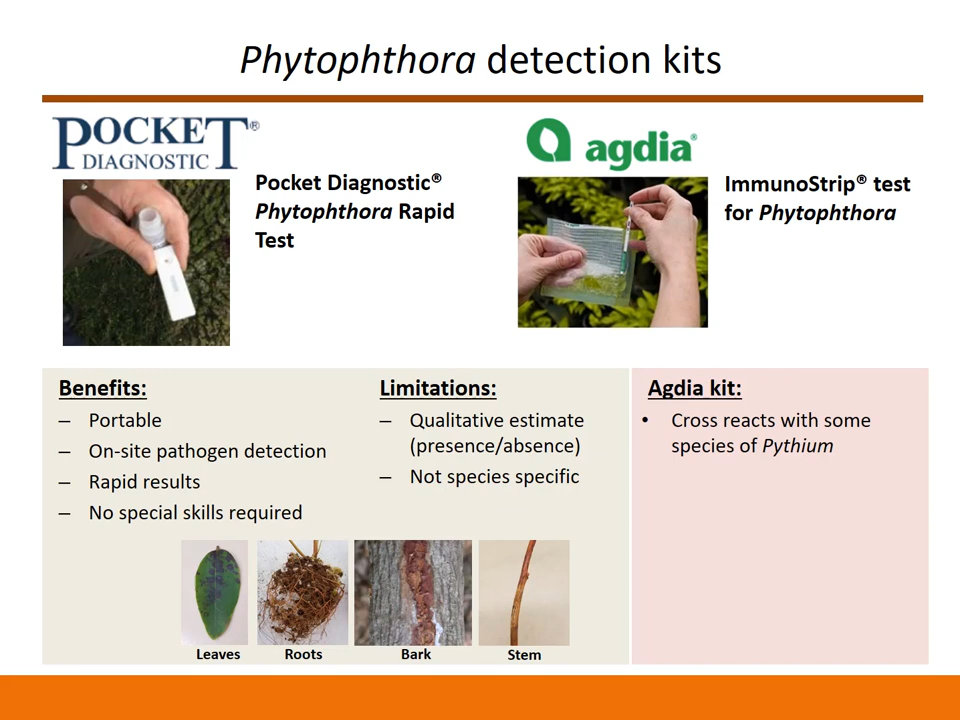 Phytophthora detection kits
POCKET®
DIAGNOSTIC
Pocket Diagnostic®
Phytophthora Rapid
Test
agdia®
ImmunoStrip® test
for Phytophthora
Benefits:
– Portable
– On-site pathogen detection
– Rapid results
– No special skills required
Limitations:
– Qualitative estimate
(presence/absence)
– Not species specific
Leaves
Roots
Bark
Stem
Agdia kit:
• Cross reacts with some
species of Pythium